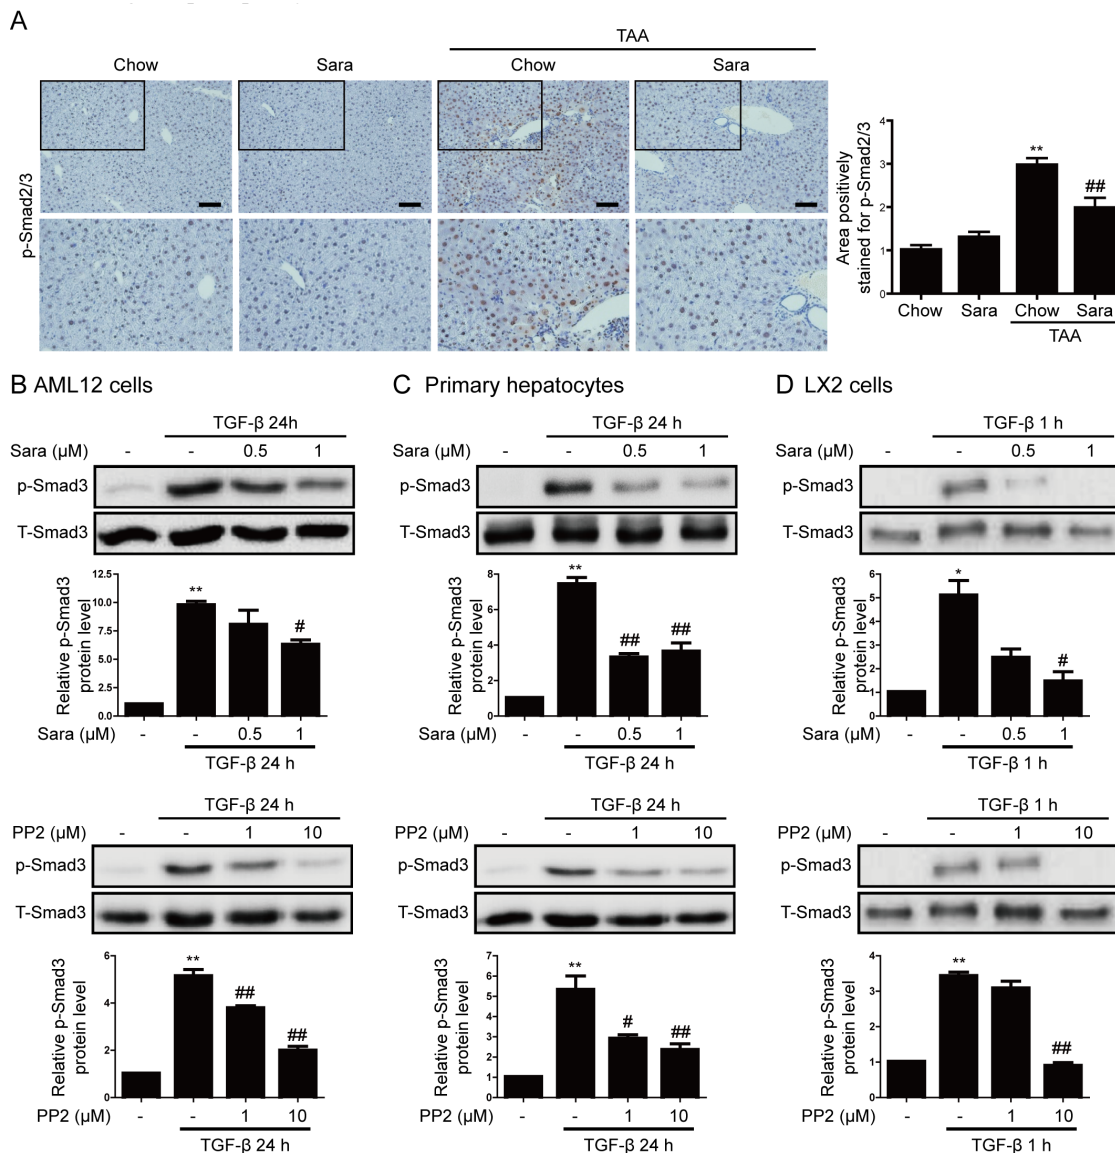 A
TAA
Chow Sara Chow Sara
p-Smad2/3
Area positively
stained for p-Smad2/3
4
3
2
1
0
**
##
Chow Sara Chow Sara
TAA
B AML12 cells
TGF-β 24h
Sara (μM) - - 0.5 1
p-Smad3
T-Smad3
Relative p-Smad3
protein level
12.5
10.0
7.5
5.0
2.5
0.0
**
#
Sara (μM) - - 0.5 1
TGF-β 24 h
TGF-β 24 h
PP2 (μM) - - 1 10
p-Smad3
T-Smad3
Relative p-Smad3
protein level
6
4
2
0
**
##
##
PP2 (μM) - - 1 10
TGF-β 24 h
C Primary hepatocytes
TGF-β 24 h
Sara (μM) - - 0.5 1
p-Smad3
T-Smad3
Relative p-Smad3
protein level
8
6
4
2
0
**
##
##
Sara (μM) - - 0.5 1
TGF-β 24 h
TGF-β 24 h
PP2 (μM) - - 1 10
p-Smad3
T-Smad3
Relative p-Smad3
protein level
7
6
5
4
3
2
1
0
**
#
##
PP2 (μM) - - 1 10
TGF-β 24 h
D LX2 cells
TGF-β 1 h
Sara (μM) - - 0.5 1
p-Smad3
T-Smad3
Relative p-Smad3
protein level
6
5
4
3
2
1
0
*
#
Sara (μM) - - 0.5 1
TGF-β 1 h
TGF-β 1 h
PP2 (μM) - - 1 10
p-Smad3
T-Smad3
Relative p-Smad3
protein level
4
3
2
1
0
**
##
PP2 (μM) - - 1 10
TGF-β 1 h